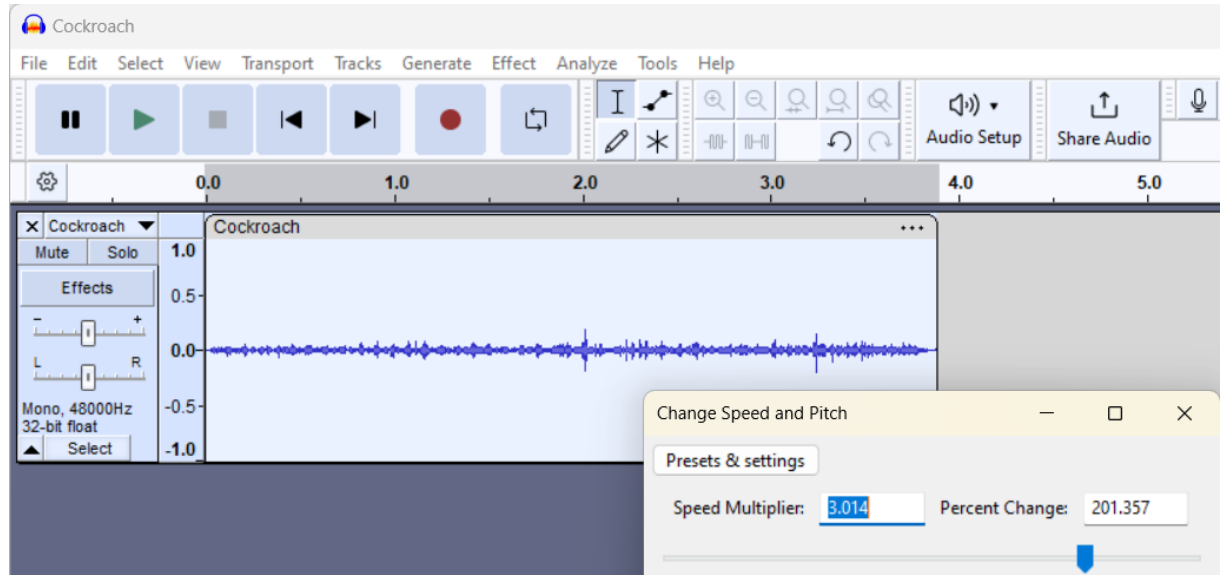 Cockroach
File Edit Select View Transport Tracks Generate Effect Analyze Tools Help
Audio Setup
Share Audio
0.0 1.0 2.0 3.0 4.0 5.0
Cockroach
Cockroach
Mute Solo
1.0
Effects
0.5-
- +
0.0-
L R
Mono, 48000Hz
-0.5-
32-bit float
Select
-1.0
Change Speed and Pitch
Presets & settings
Speed Multiplier: 3.014 Percent Change: 201.357